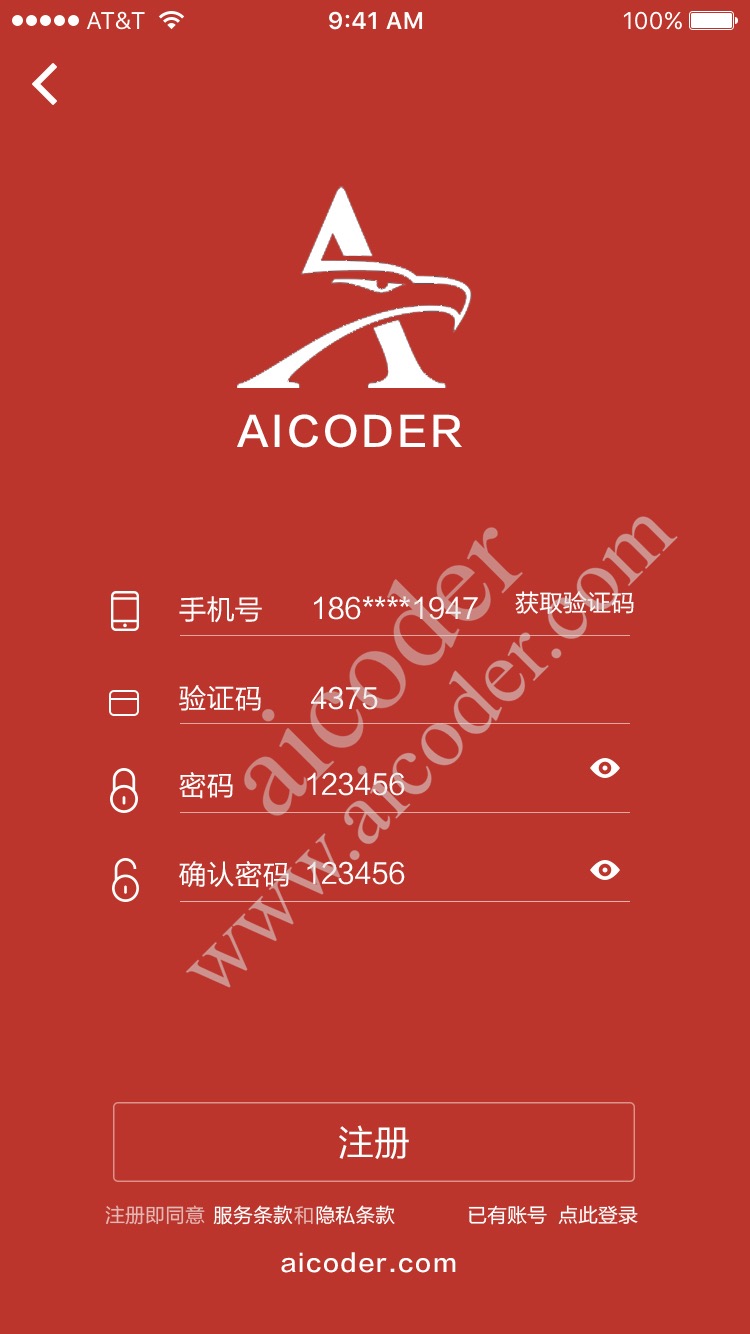 AT&T 9:41 AM 100%
AICODER
手机号 186****1947 获取验证码
验证码 4375
密码 123456
确认密码 123456
aicoder
www.aicoder.com
注册
注册即同意 服务条款和隐私条款 已有账号 点此登录
aicoder.com